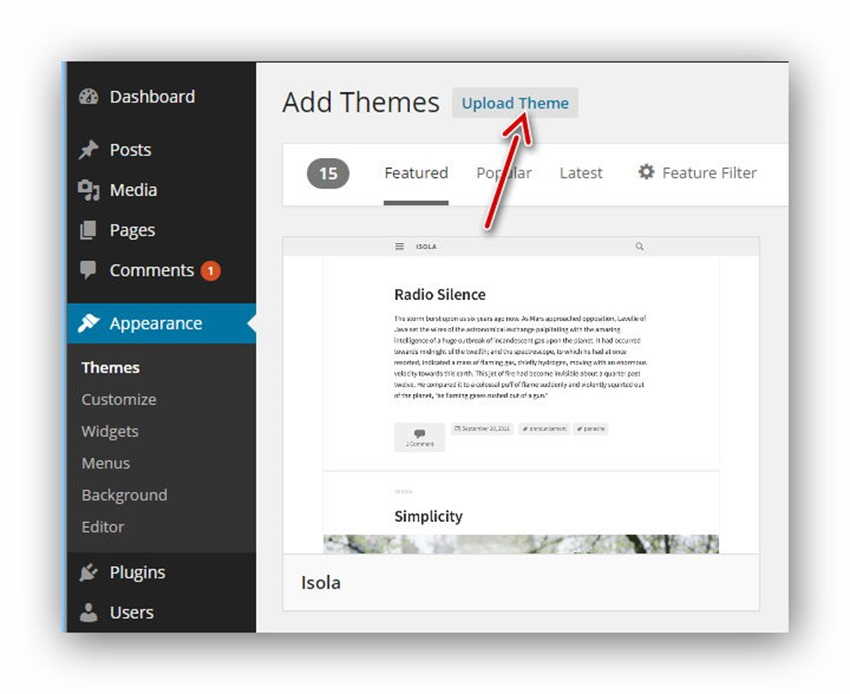 Dashboard
Posts
Media
Pages
Comments 1
Appearance
Themes
Customize
Widgets
Menus
Background
Editor
Plugins
Users
Add Themes Upload Theme
15 Featured Popular Latest Feature Filter
ISOLA
Radio Silence
The storm burst upon us six years ago now. As Mars approached opposition, Lavelle of
Java set the wires of the astronomical exchange palpitating with the amazing
intelligence of a huge outbreak of incandescent gas upon the planet. It had occurred
towards midnight of the twelfth; and the spectroscope, to which he had at once
resorted, indicated a mass of flaming gas, chiefly hydrogen, moving with an enormous
velocity towards this earth. This jet of fire had become invisible about a quarter past
twelve. He compared it to a colossal puff of flame suddenly and violently squirted out
of the planet, "as flaming gases rushed out of a gun."
1 Comment
announcement
panache
Simplicity
Isola